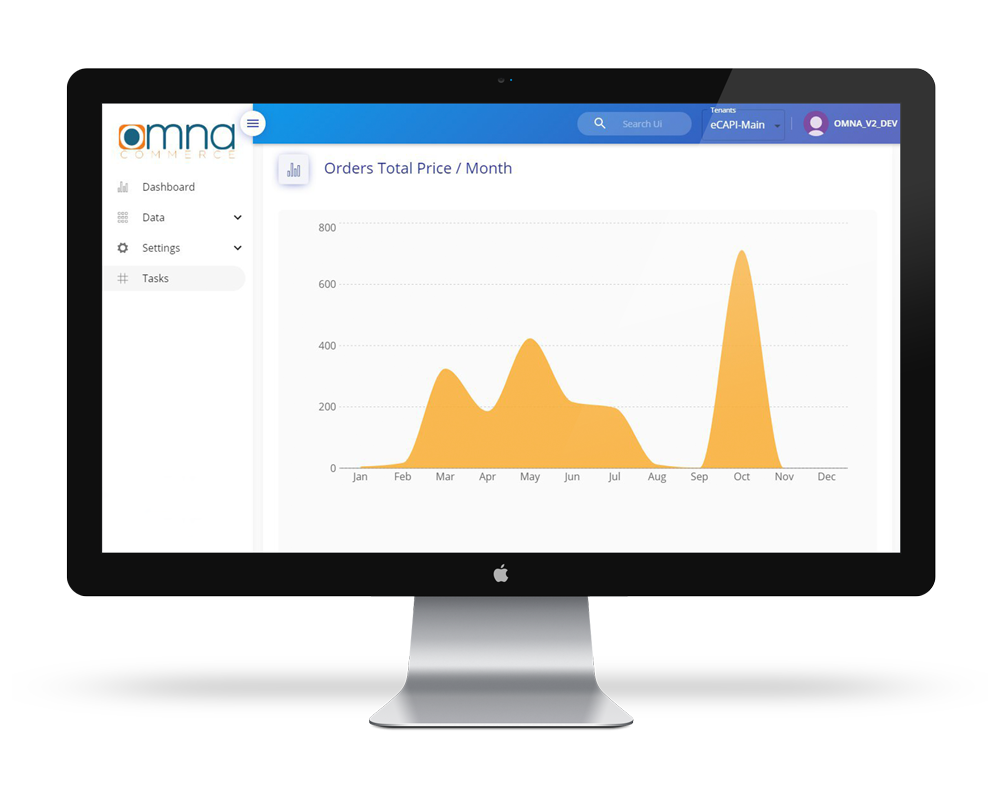 omna
COMMERCE
Dashboard
Data
Settings
Tasks
Search Ui
Tenants
eCAPI-Main
OMNA_V2_DEV
Orders Total Price / Month
800
600
400
200
0
Jan Feb Mar Apr May Jun Jul Aug Sep Oct Nov Dec